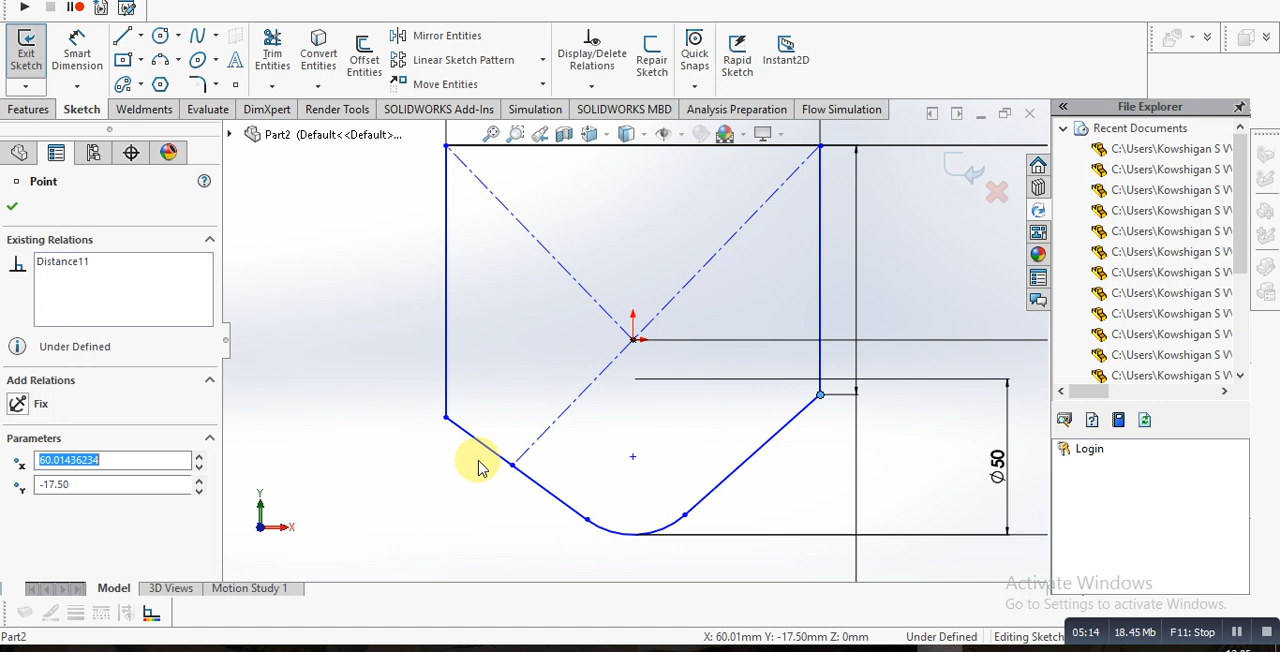 Exit Sketch
Smart Dimension
Trim Entities
Convert Entities
Offset Entities
Mirror Entities
Linear Sketch Pattern
Move Entities
Display/Delete Relations
Repair Sketch
Quick Snaps
Rapid Sketch
Instant2D
Features
Sketch
Weldments
Evaluate
DimXpert
Render Tools
SOLIDWORKS Add-Ins
Simulation
SOLIDWORKS MBD
Analysis Preparation
Flow Simulation
File Explorer
Part2 (Default<<Default>...
Recent Documents
C:\Users\Kowshigan S V\
C:\Users\Kowshigan S V\
C:\Users\Kowshigan S V\
C:\Users\Kowshigan S V\
C:\Users\Kowshigan S V\
C:\Users\Kowshigan S V\
C:\Users\Kowshigan S V\
C:\Users\Kowshigan S V\
C:\Users\Kowshigan S V\
C:\Users\Kowshigan S V\
C:\Users\Kowshigan S V\
C:\Users\Kowshigan S V\
Point
Existing Relations
Distance11
Under Defined
Add Relations
Fix
Parameters
x 60.01436234
Y -17.50
Y
X
Ø50
Login
Model
3D Views
Motion Study 1
Activate Windows
Go to Settings to activate Windows.
Part2
X: 60.01mm Y: -17.50mm Z: 0mm
Under Defined
Editing Sketch
05:14
18.45 Mb
F11: Stop